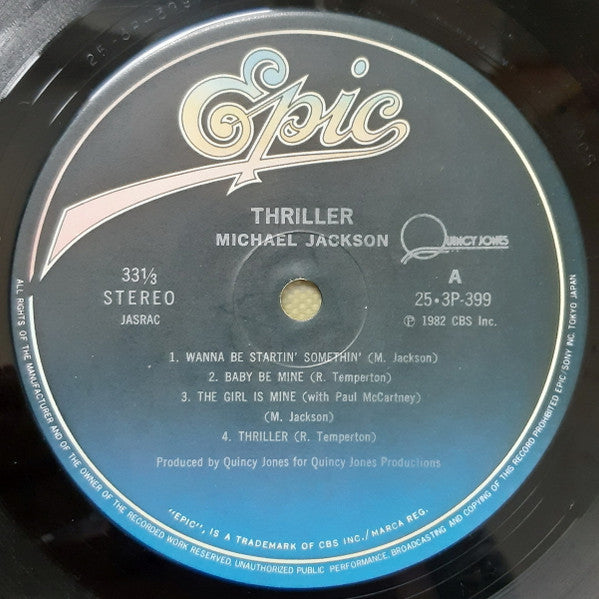 Epic
THRILLER
MICHAEL JACKSON
QUINCY JONES
33⅓
STEREO
JASRAC
A
25•3P-399
℗ 1982 CBS Inc.
1. WANNA BE STARTIN' SOMETHIN' (M. Jackson)
2. BABY BE MINE (R. Temperton)
3. THE GIRL IS MINE (with Paul McCartney)
(M. Jackson)
4. THRILLER (R. Temperton)
Produced by Quincy Jones for Quincy Jones Productions
"EPIC", IS A TRADEMARK OF CBS INC./MARCA REG.
ALL RIGHTS OF THE MANUFACTURER AND OF THE OWNER OF THE RECORDED WORK RESERVED. UNAUTHORIZED PUBLIC PERFORMANCE, BROADCASTING AND COPYING OF THIS RECORD PROHIBITED EPIC/SONY INC. TOKYO JAPAN